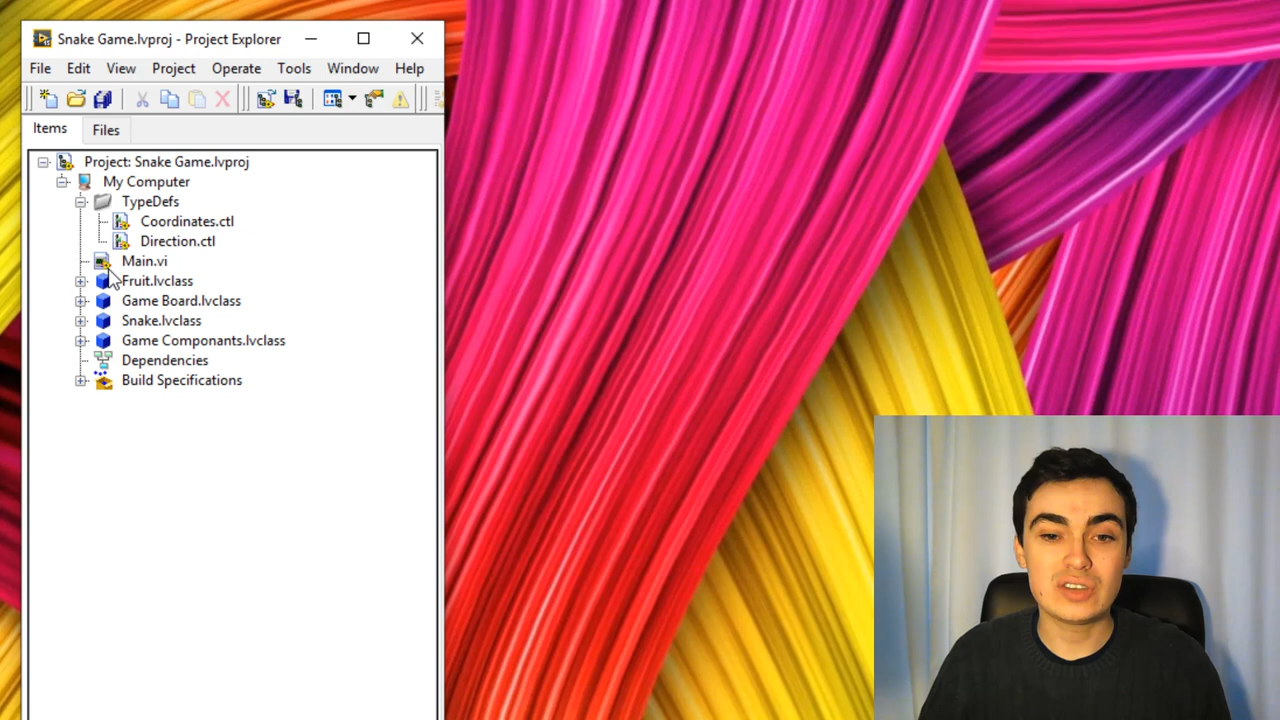 Snake Game.lvproj - Project Explorer
File Edit View Project Operate Tools Window Help
Items Files
Project: Snake Game.lvproj
My Computer
TypeDefs
Coordinates.ctl
Direction.ctl
Main.vi
Fruit.lvclass
Game Board.lvclass
Snake.lvclass
Game Componants.lvclass
Dependencies
Build Specifications